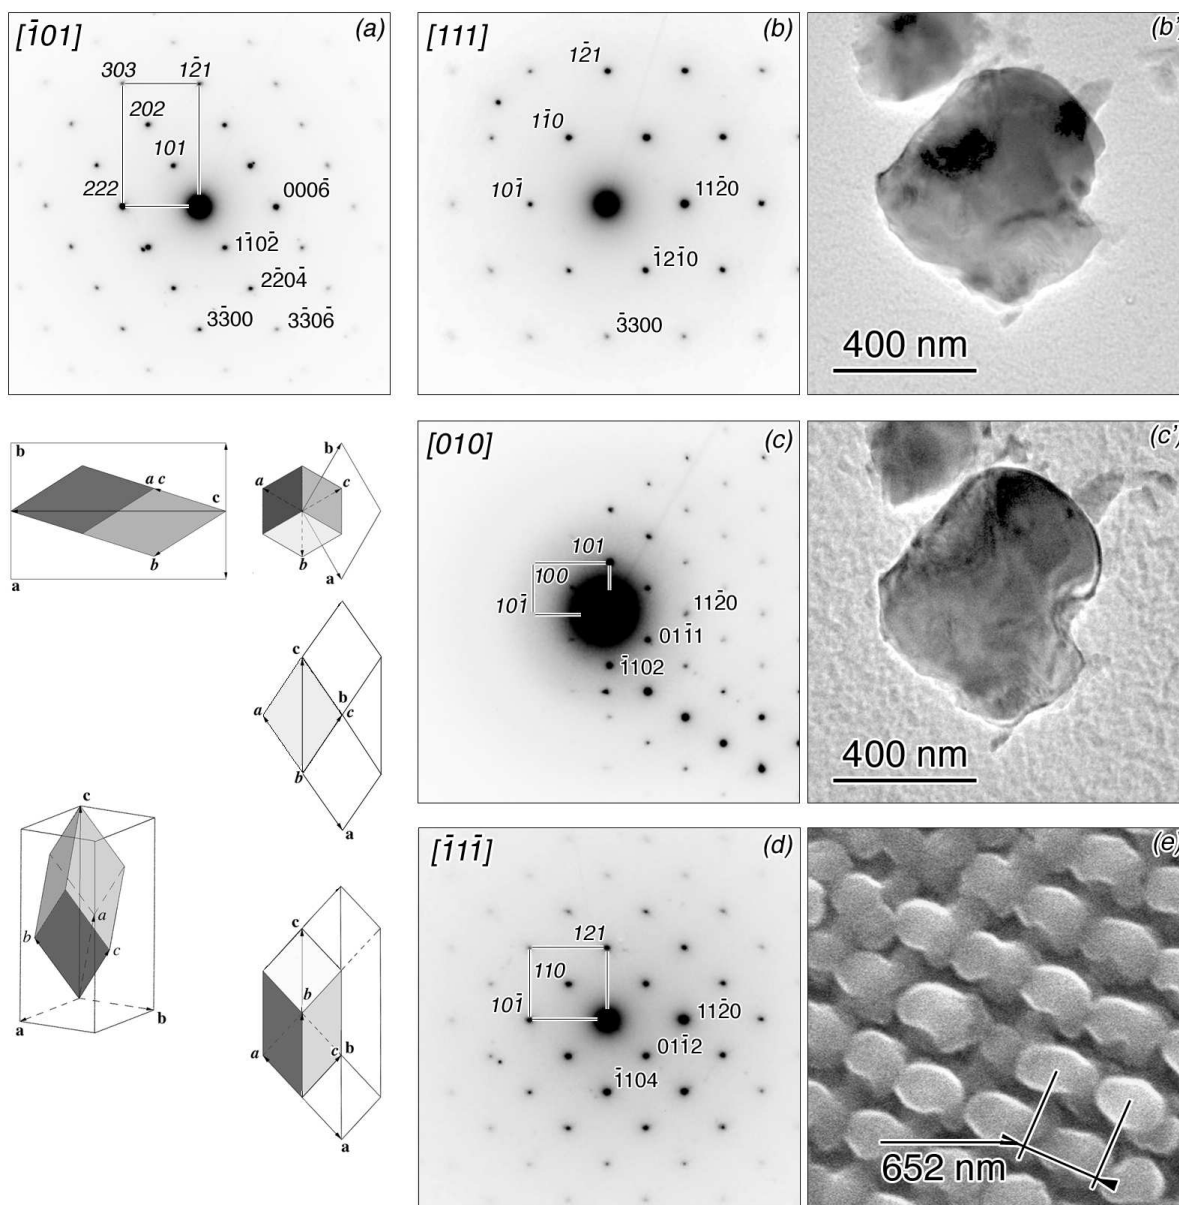 [1̄01] (a)
303 12̄1
202
101
222 0006̄
11̄02̄
22̄04̄
33̄00 33̄06̄
[111] (b)
12̄1
11̄0
101̄ 112̄0
1̄21̄0
3̄300
(b')
400 nm
b
a c
c
b
a
b
a c
b
a
c
b
a c
b
a
c
a
b c
a b
c
b
a c b
a
[010] (c)
101
100
101̄ 112̄0
011̄1
1̄102
(c')
400 nm
[1̄11̄] (d)
121
110
101̄ 112̄0
011̄2
1̄104
(e)
652 nm